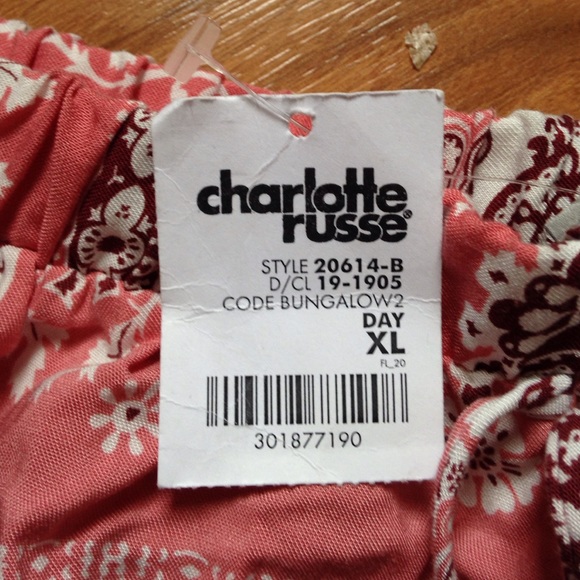 charlotte
russe®
STYLE 20614-B
D/CL 19-1905
CODE BUNGALOW2
DAY
XL
FL_20
301877190